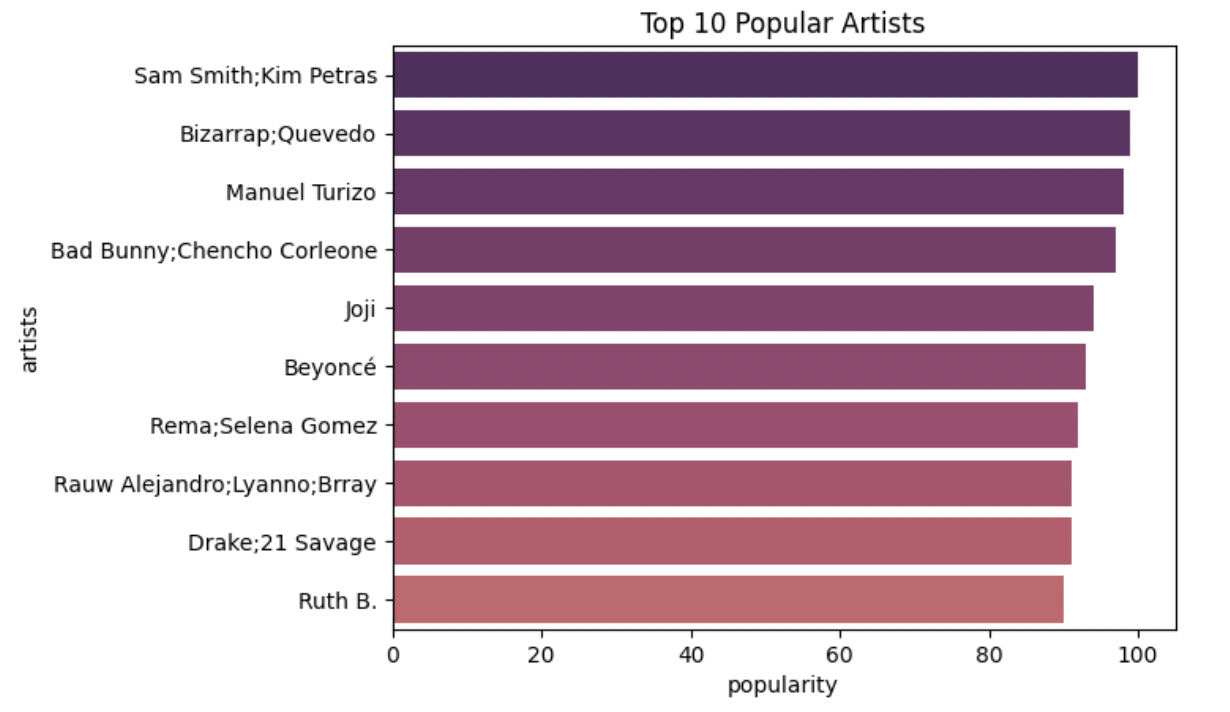 Top 10 Popular Artists
Sam Smith;Kim Petras
Bizarrap;Quevedo
Manuel Turizo
Bad Bunny;Chencho Corleone
Joji
Beyoncé
Rema;Selena Gomez
Rauw Alejandro;Lyanno;Brray
Drake;21 Savage
Ruth B.
artists
0 20 40 60 80 100
popularity